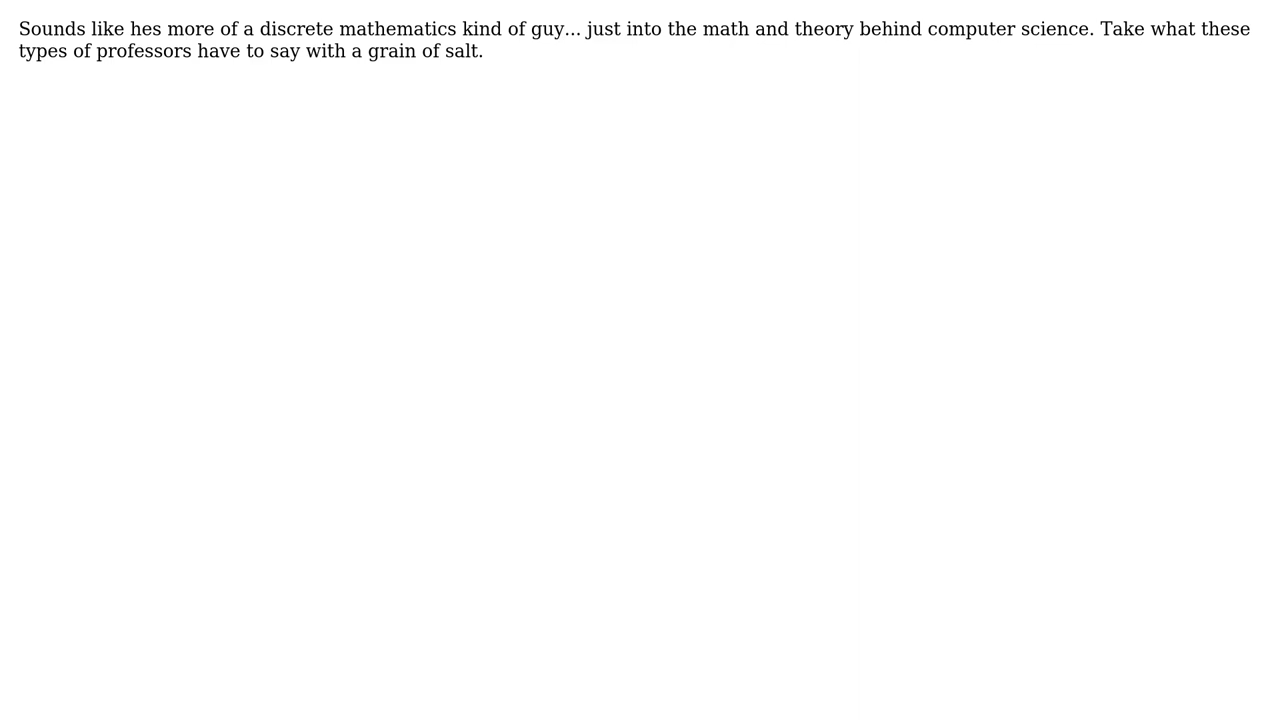 Sounds like hes more of a discrete mathematics kind of guy... just into the math and theory behind computer science. Take what these
types of professors have to say with a grain of salt.